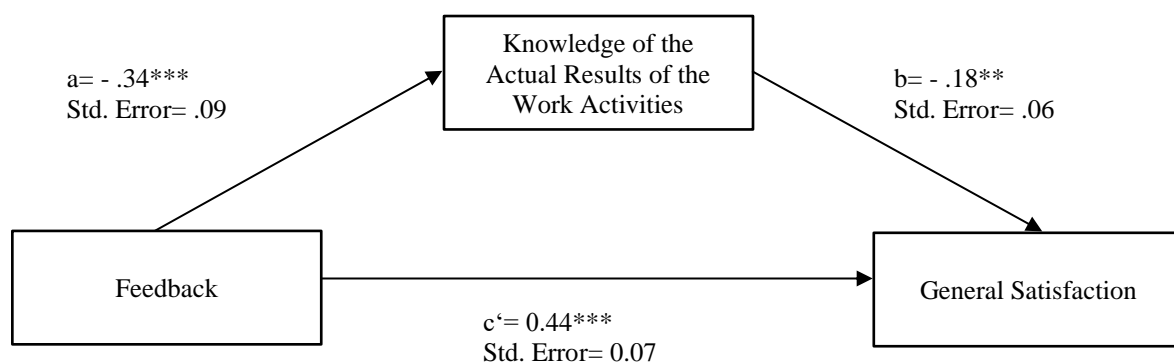 Knowledge of the
Actual Results of the
Work Activities
a= - .34***
Std. Error= .09
b= - .18**
Std. Error= .06
Feedback
General Satisfaction
c‘= 0.44***
Std. Error= 0.07